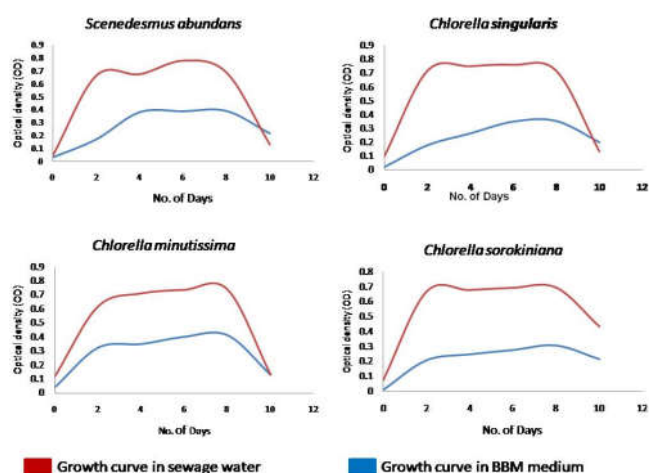 Scenedesmus abundans
Optical density (OD)
0.9
0.8
0.7
0.6
0.5
0.4
0.3
0.2
0.1
0
0 2 4 6 8 10 12
No. of Days
Chlorella singularis
Optical density (OD)
0.9
0.8
0.7
0.6
0.5
0.4
0.3
0.2
0.1
0
0 2 4 6 8 10 12
No. of Days
Chlorella minutissima
Optical density (OD)
0.9
0.8
0.7
0.6
0.5
0.4
0.3
0.2
0.1
0
0 2 4 6 8 10 12
No. of Days
Chlorella sorokiniana
Optical density (OD)
0.8
0.7
0.6
0.5
0.4
0.3
0.2
0.1
0
0 2 4 6 8 10 12
No. of Days
Growth curve in sewage water
Growth curve in BBM medium